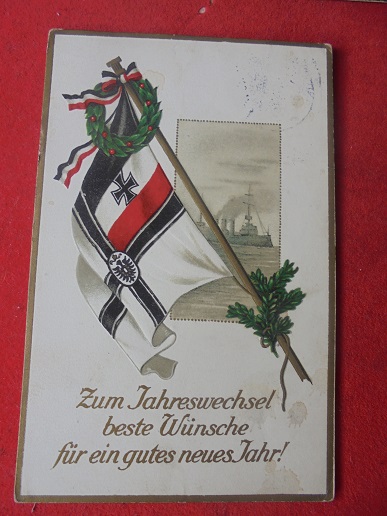 Zum Jahreswechsel
beste Wünsche
für ein gutes neues Jahr!